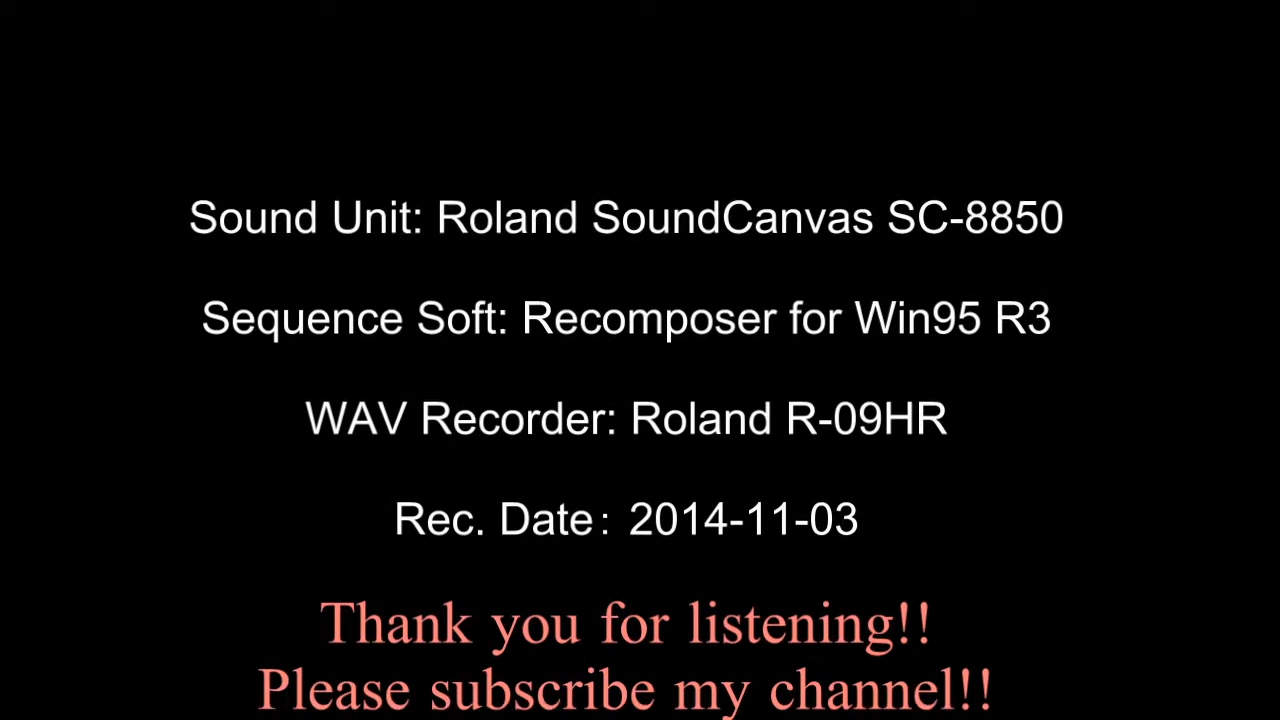 Sound Unit: Roland SoundCanvas SC-8850
Sequence Soft: Recomposer for Win95 R3
WAV Recorder: Roland R-09HR
Rec. Date： 2014-11-03
Thank you for listening!!
Please subscribe my channel!!